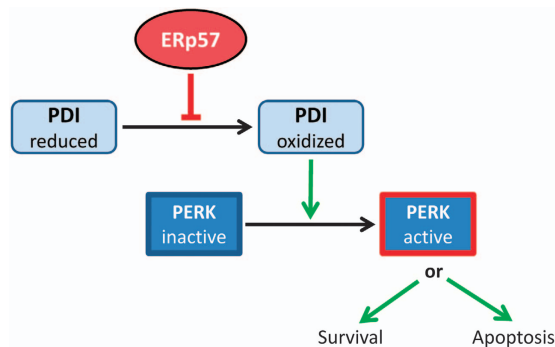 ERp57
PDI
reduced
PDI
oxidized
PERK
inactive
PERK
active
or
Survival
Apoptosis